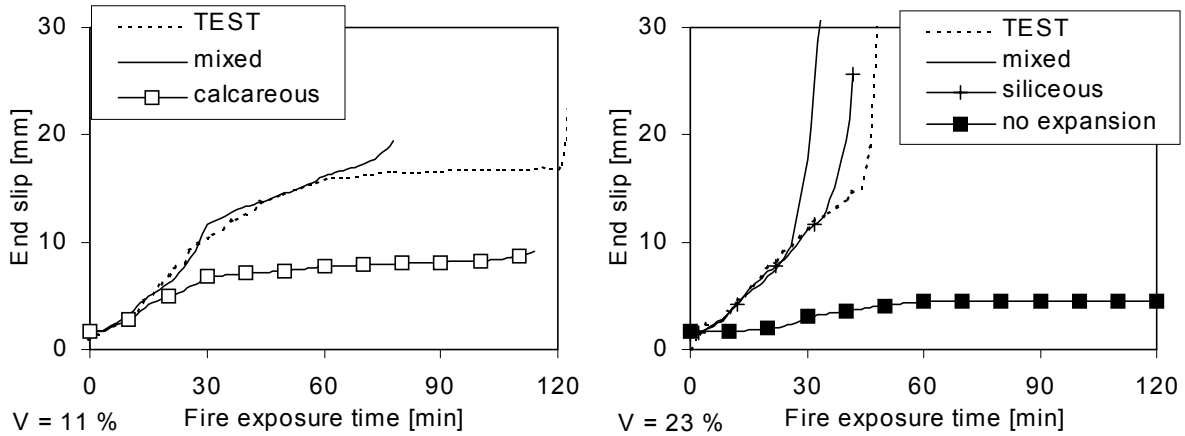 TEST
mixed
calcareous
End slip [mm]
30
20
10
0
0 30 60 90 120
V = 11 % Fire exposure time [min]
TEST
mixed
siliceous
no expansion
End slip [mm]
30
20
10
0
0 30 60 90 120
V = 23 % Fire exposure time [min]